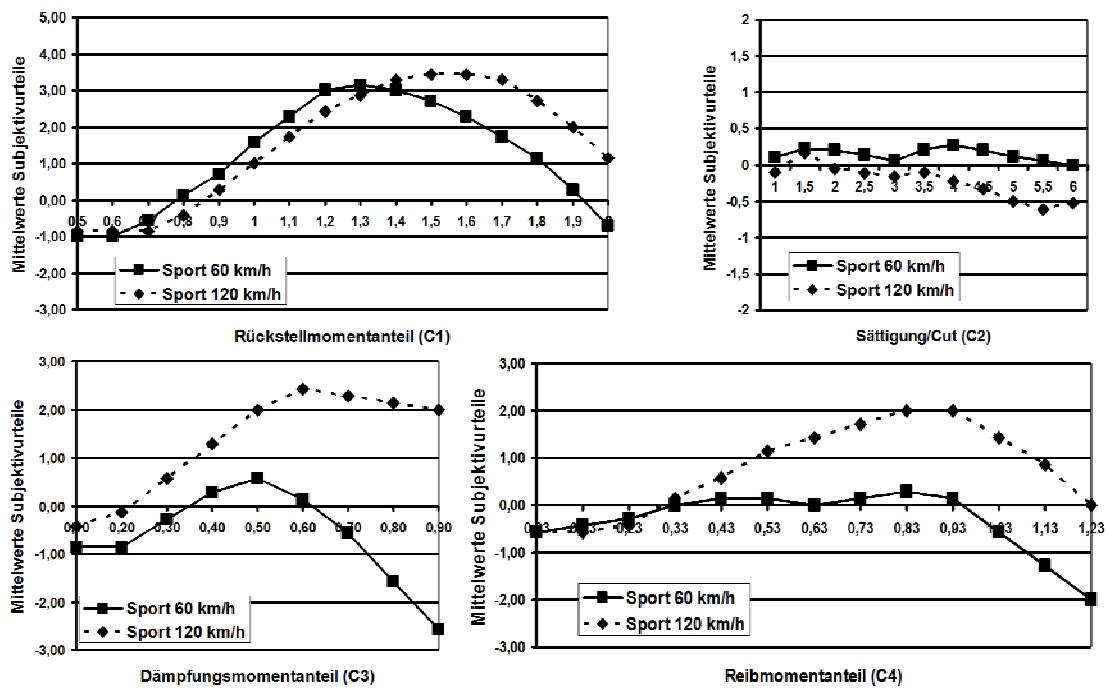 Mittelwerte Subjektivurteile
5,00
4,00
3,00
2,00
1,00
0,00
-1,00
-2,00
-3,00
0,5 0,6 0,8 0,9 1 1,1 1,2 1,3 1,4 1,5 1,6 1,7 1,8 1,9
Sport 60 km/h
Sport 120 km/h
Rückstellmomentanteil (C1)
Mittelwerte Subjektivurteile
2
1,5
1
0,5
0
-0,5
-1
-1,5
-2
1 1,5 2 2,5 3 3,5 4 4,5 5 5,5 6
Sport 60 km/h
Sport 120 km/h
Sättigung/Cut (C2)
Mittelwerte Subjektivurteile
3,00
2,00
1,00
0,00
-1,00
-2,00
-3,00
0,20 0,30 0,40 0,50 0,60 0,70 0,80 0,90
Sport 60 km/h
Sport 120 km/h
Dämpfungsmomentanteil (C3)
Mittelwerte Subjektivurteile
3,00
2,00
1,00
0,00
-1,00
-2,00
-3,00
0,23 0,33 0,43 0,53 0,63 0,73 0,83 0,93 1,13 1,23
Sport 60 km/h
Sport 120 km/h
Reibmomentanteil (C4)